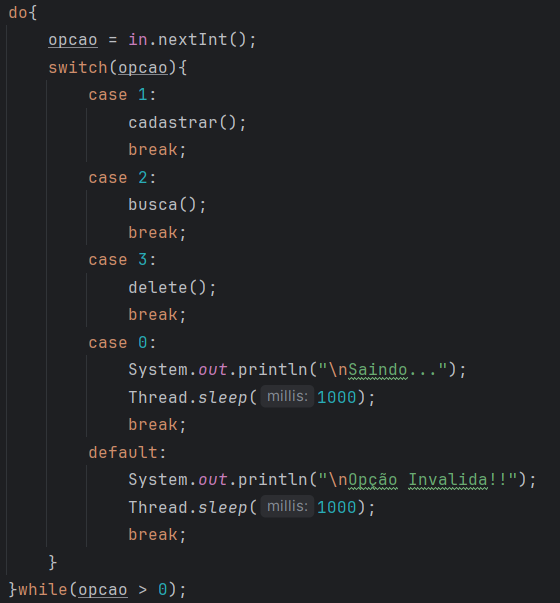 do{
    opcao = in.nextInt();
    switch(opcao){
        case 1:
            cadastrar();
            break;
        case 2:
            busca();
            break;
        case 3:
            delete();
            break;
        case 0:
            System.out.println("\nSaindo...");
            Thread.sleep( millis: 1000);
            break;
        default:
            System.out.println("\nOpção Invalida!!");
            Thread.sleep( millis: 1000);
            break;
    }
}while(opcao > 0);